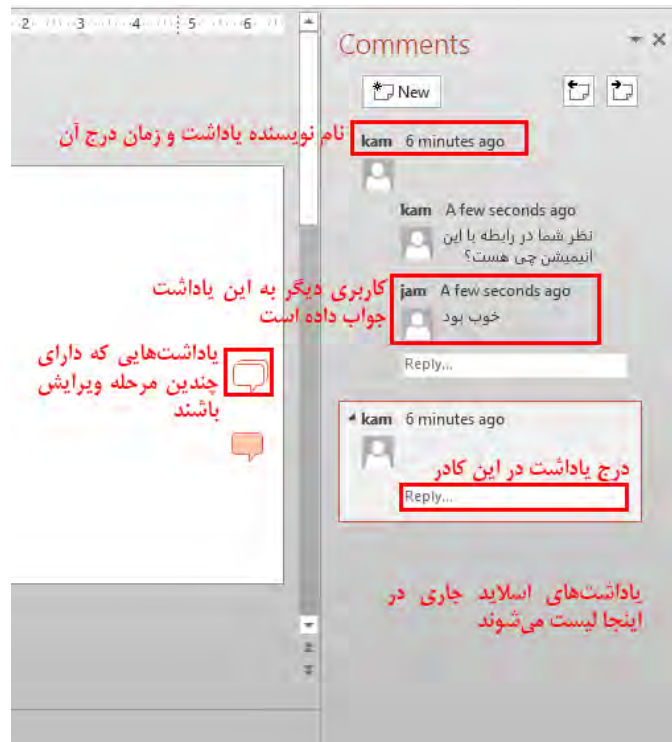 2 3 4 5 6
Comments
New
نام نویسنده یاداشت و زمان درج آن
kam 6 minutes ago
kam A few seconds ago
نظر شما در رابطه با این
انیمیشن چی هست؟
کاربری دیگر به این یاداشت
جواب داده است
jam A few seconds ago
خوب بود
یاداشت‌هایی که دارای
چندین مرحله ویرایش
باشند
Reply...
kam 6 minutes ago
درج یاداشت در این کادر
Reply...
یاداشت‌های اسلاید جاری در
اینجا لیست می‌شوند